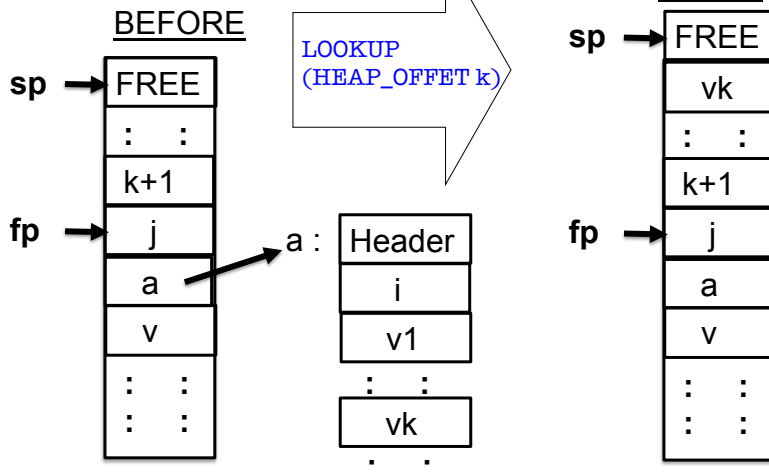 BEFORE
sp
FREE
: :
k+1
fp
j
a
v
: :
: :
LOOKUP
(HEAP_OFFET k)
a :
Header
i
v1
: :
vk
: :
sp
FREE
vk
: :
k+1
fp
j
a
v
: :
: :